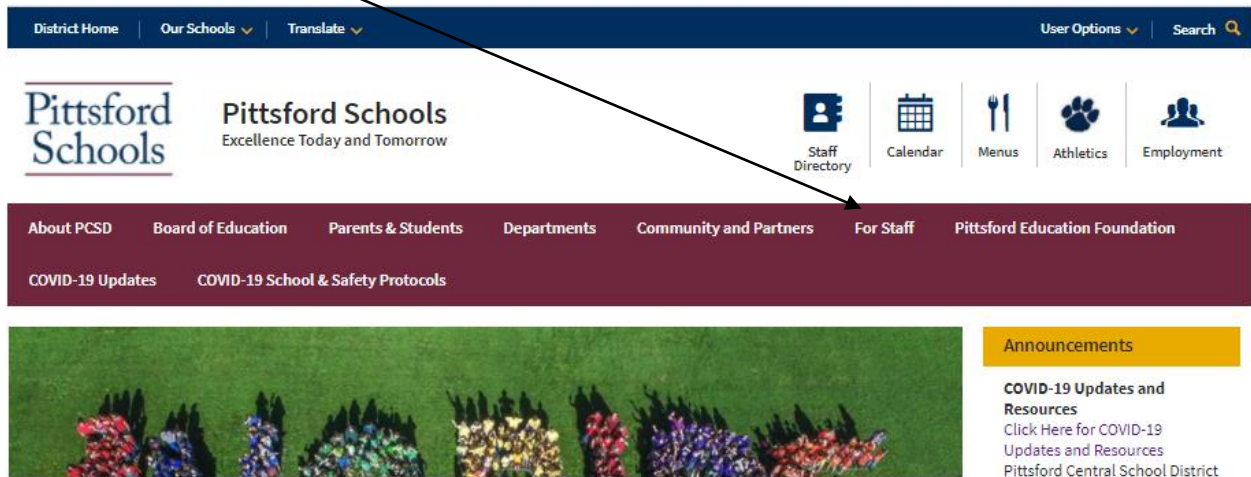 District Home Our Schools Translate User Options Search
Pittsford
Schools
Pittsford Schools
Excellence Today and Tomorrow
Staff
Directory
Calendar
Menus
Athletics
Employment
About PCSD Board of Education Parents & Students Departments Community and Partners For Staff Pittsford Education Foundation
COVID-19 Updates COVID-19 School & Safety Protocols
Announcements
COVID-19 Updates and
Resources
Click Here for COVID-19
Updates and Resources
Pittsford Central School District